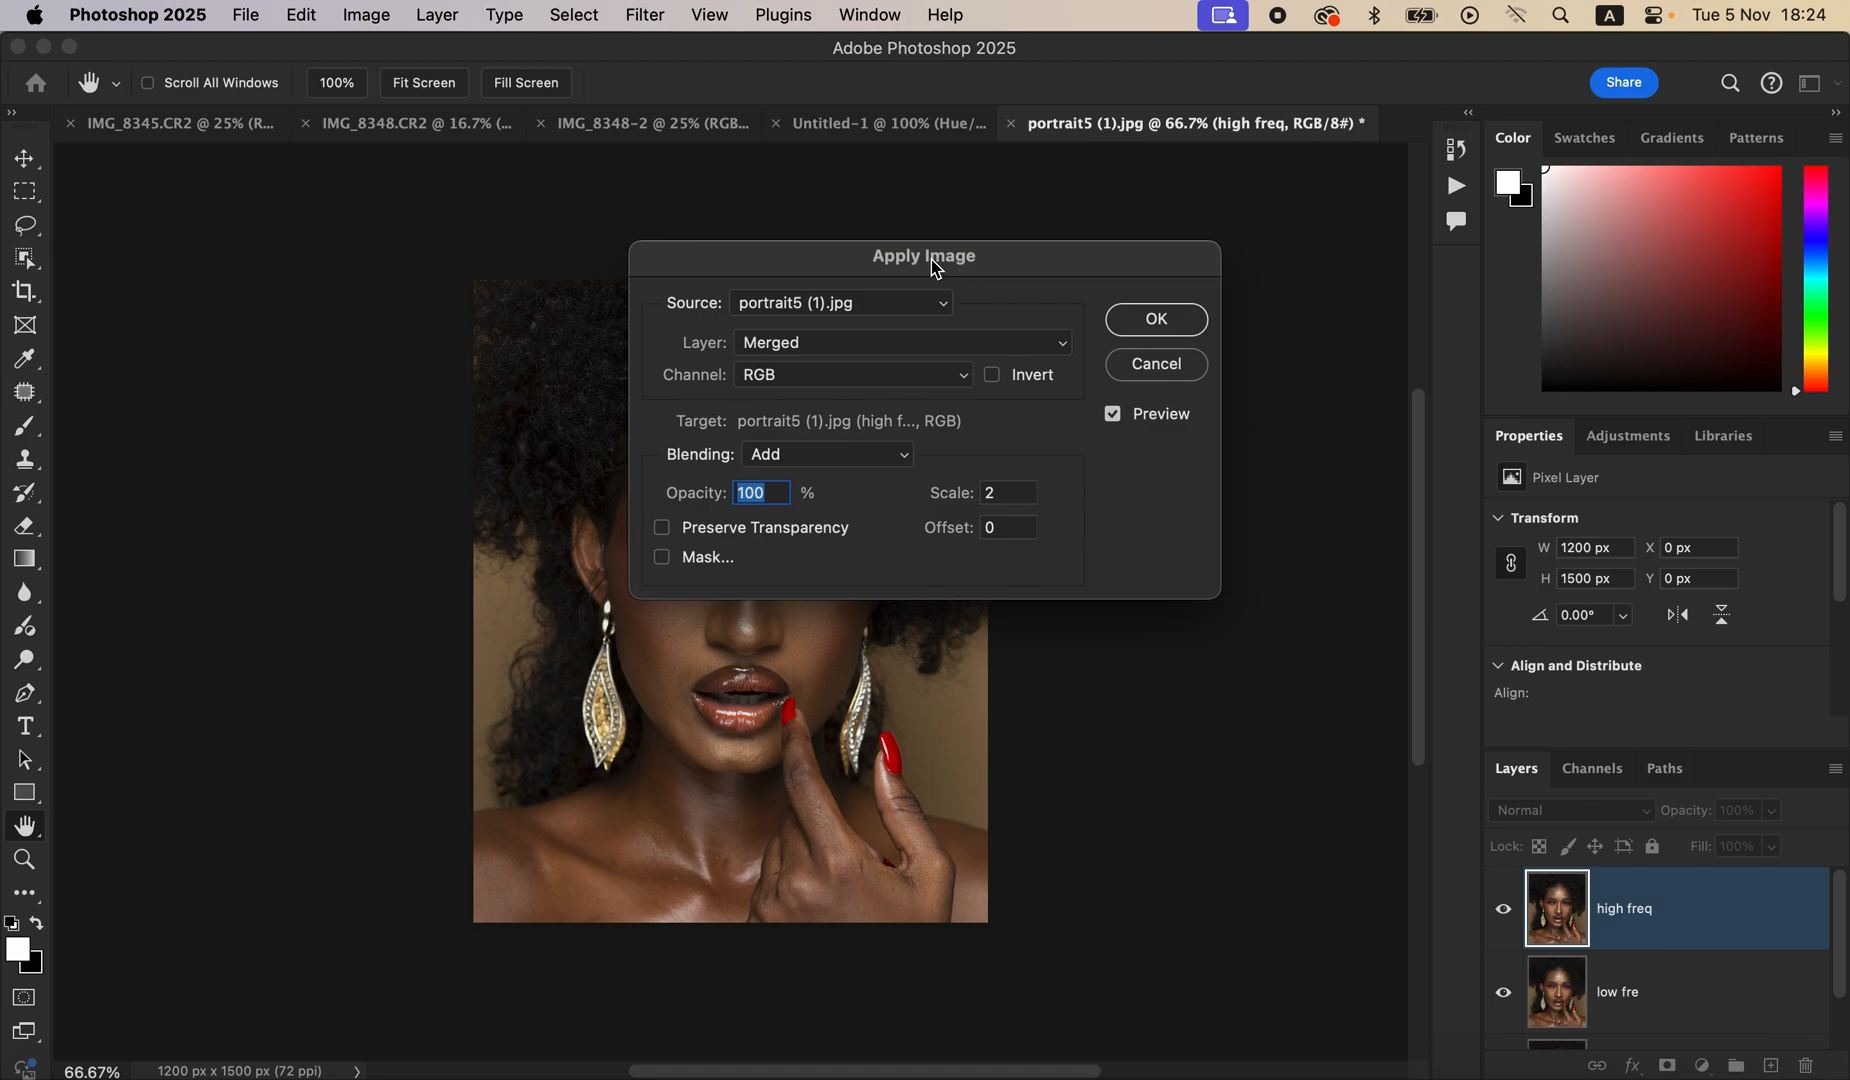 Photoshop 2025 File Edit Image Layer Type Select Filter View Plugins Window Help A Tue 5 Nov 18:24
Adobe Photoshop 2025
Scroll All Windows 100% Fit Screen Fill Screen Share
IMG_8345.CR2 @ 25% (R... IMG_8348.CR2 @ 16.7% (... IMG_8348-2 @ 25% (RGB... Untitled-1 @ 100% (Hue/... portrait5 (1).jpg @ 66.7% (high freq, RGB/8#) *
Color Swatches Gradients Patterns
Apply Image
Source: portrait5 (1).jpg
OK
Layer: Merged
Cancel
Channel: RGB Invert
Preview
Target: portrait5 (1).jpg (high f..., RGB)
Blending: Add
Opacity: 100 % Scale: 2
Preserve Transparency Offset: 0
Mask...
Properties Adjustments Libraries
Pixel Layer
Transform
W 1200 px X 0 px
H 1500 px Y 0 px
0.00°
Align and Distribute
Align:
Layers Channels Paths
Normal Opacity: 100%
Lock: Fill: 100%
high freq
low fre
fx
66.67% 1200 px x 1500 px (72 ppi)